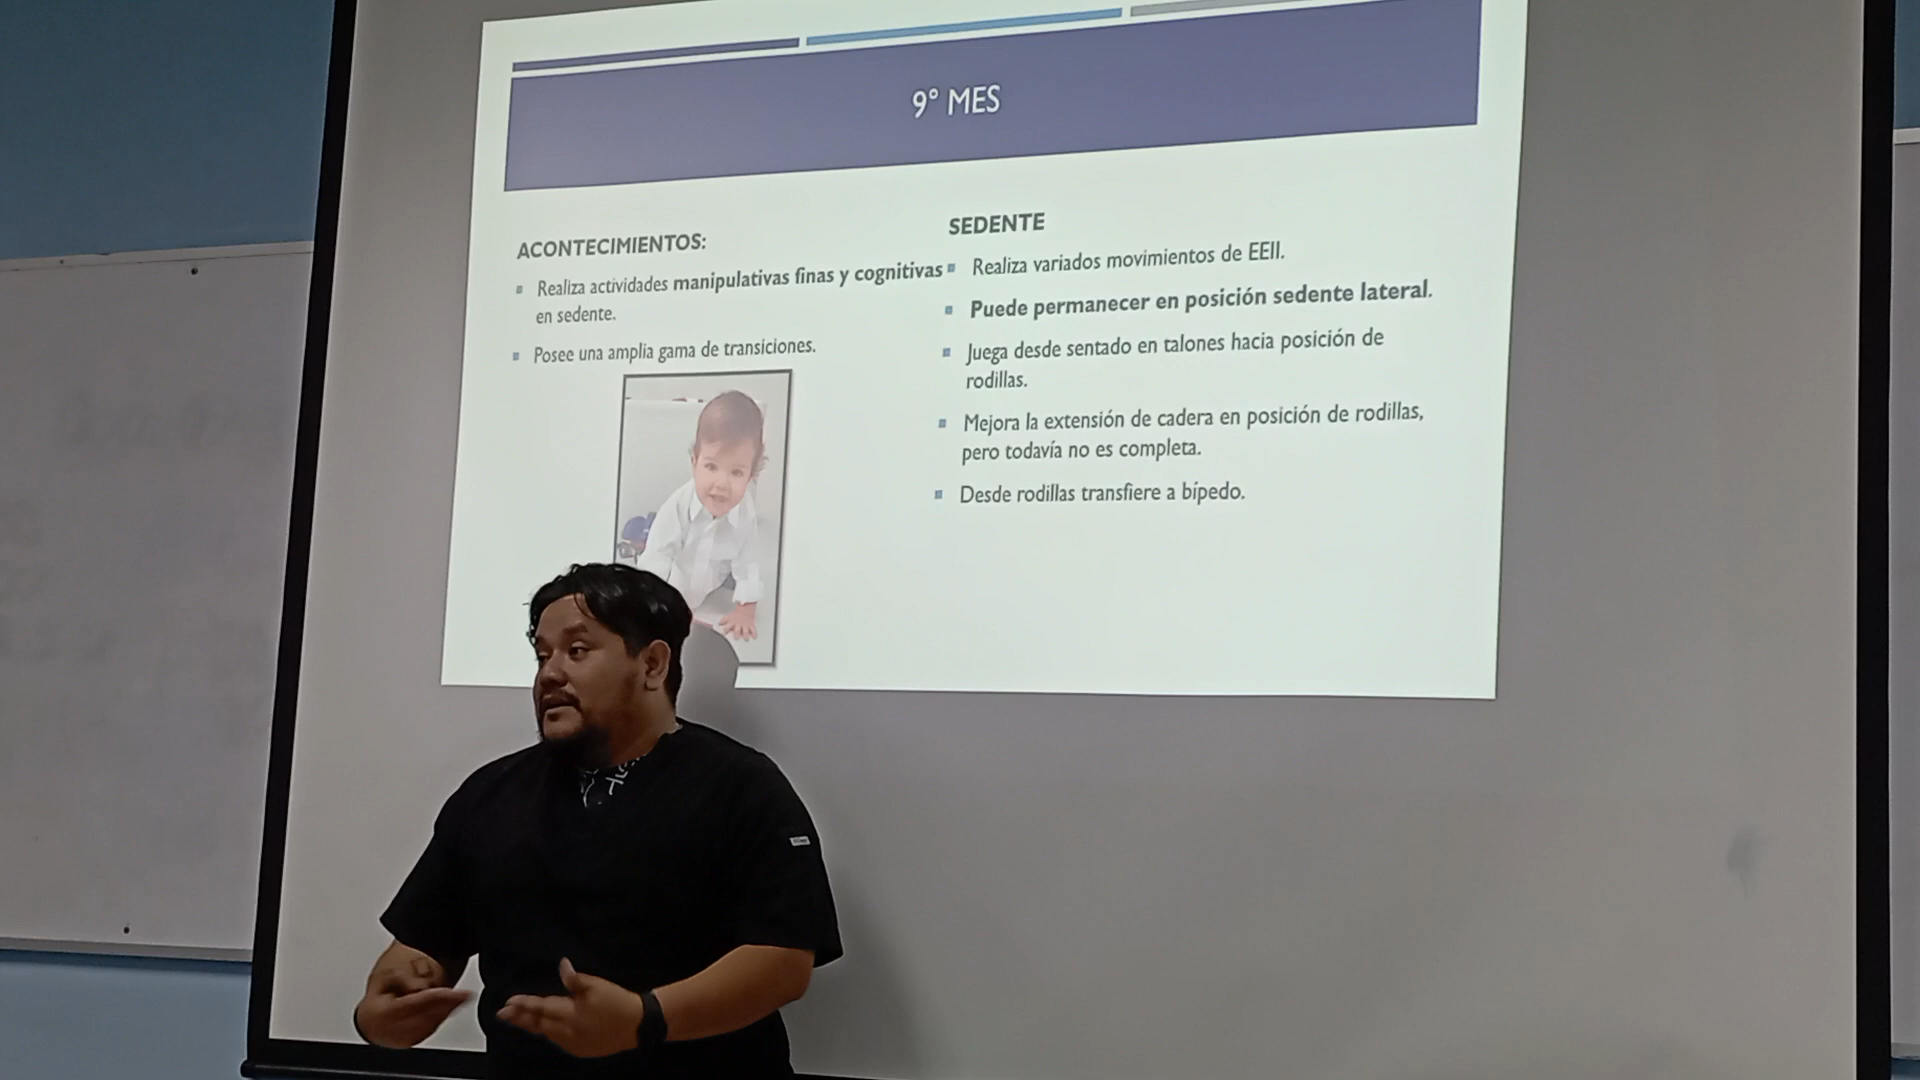 9° MES
ACONTECIMIENTOS:
Realiza actividades manipulativas finas y cognitivas
en sedente.
Posee una amplia gama de transiciones.
SEDENTE
Realiza variados movimientos de EEII.
Puede permanecer en posición sedente lateral.
Juega desde sentado en talones hacia posición de
rodillas.
Mejora la extensión de cadera en posición de rodillas,
pero todavía no es completa.
Desde rodillas transfiere a bípedo.